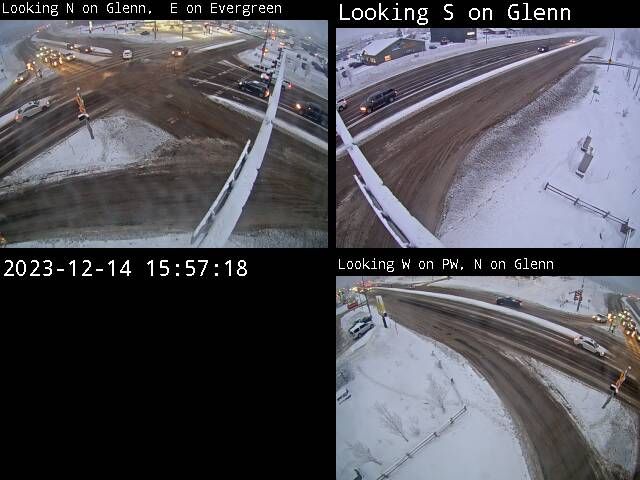 Looking N on Glenn,  E on Evergreen
Looking S on Glenn
2023-12-14 15:57:18
Looking W on PW, N on Glenn